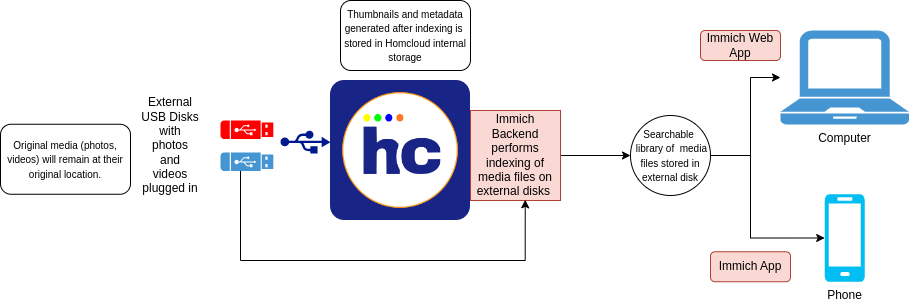 Thumbnails and metadata
generated after indexing is
stored in Homcloud internal
storage
Original media (photos,
videos) will remain at their
original location.
External
USB Disks
with
photos
and
videos
plugged in
hc
Immich
Backend
performs
indexing of
media files on
external disks
Searchable
library of media
files stored in
external disk
Immich Web
App
Computer
Immich App
Phone